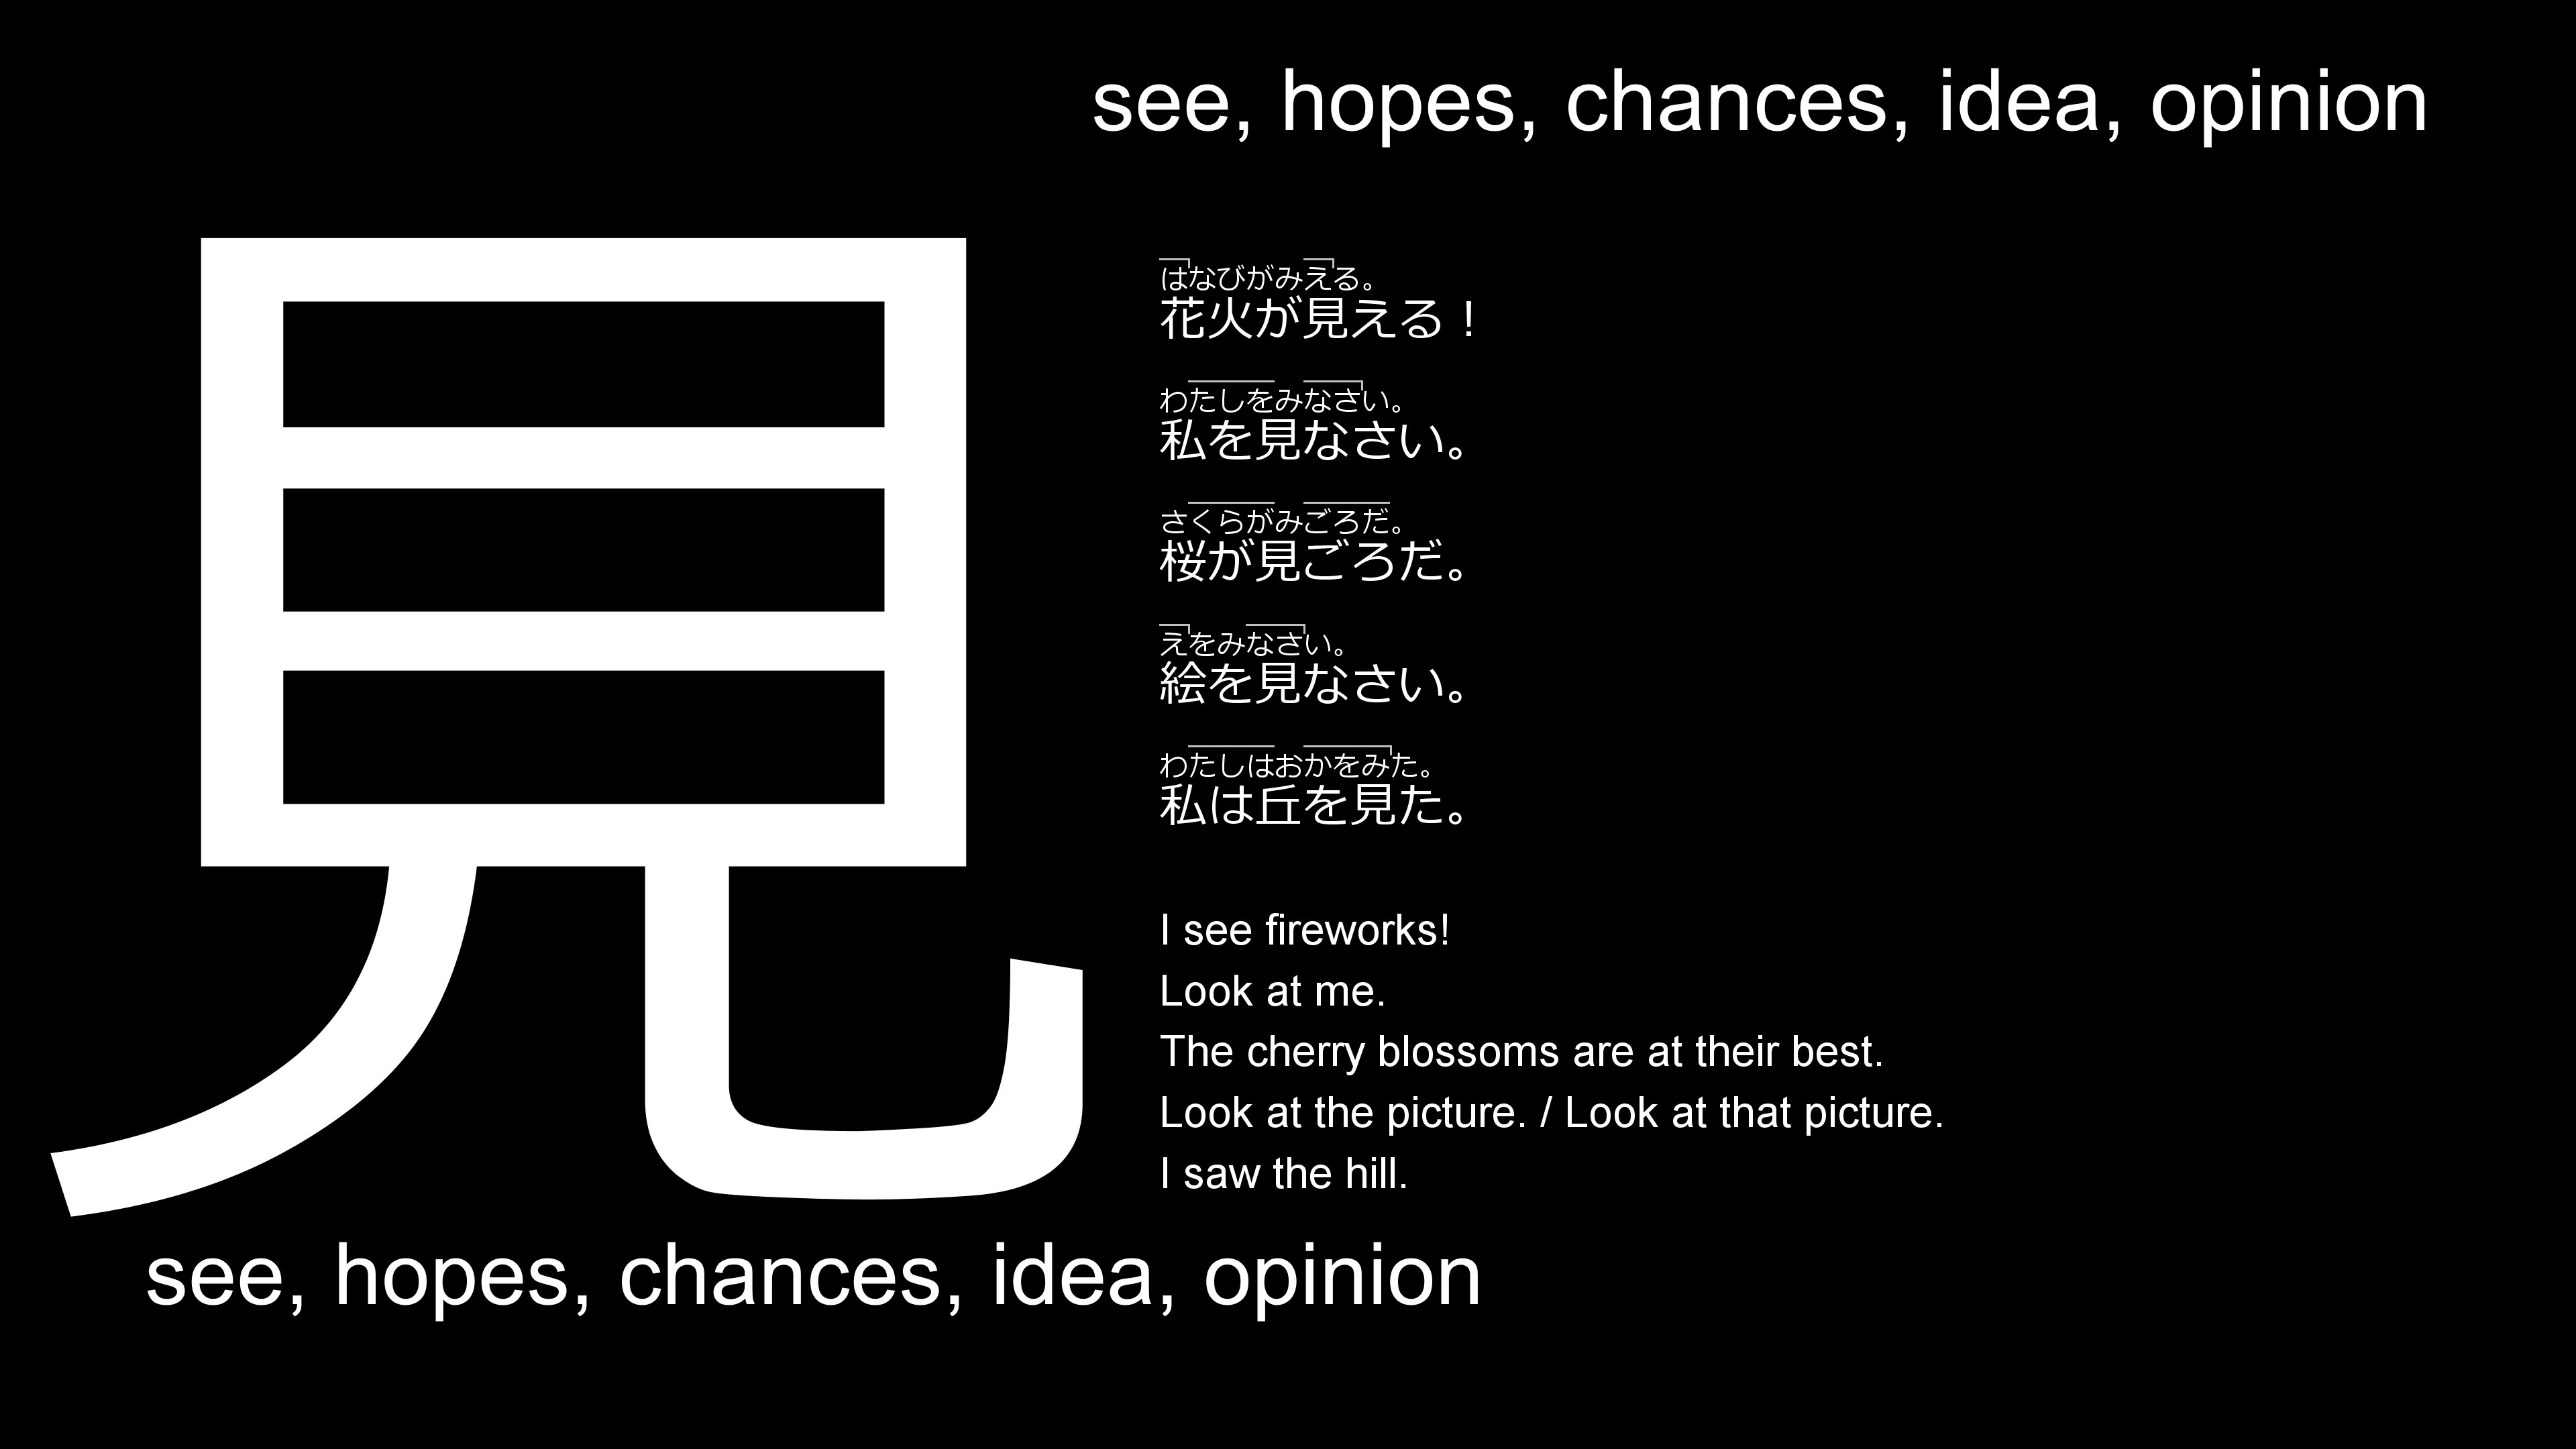 see, hopes, chances, idea, opinion
見
はなびがみえる。
花火が見える！
わたしをみなさい。
私を見なさい。
さくらがみごろだ。
桜が見ごろだ。
えをみなさい。
絵を見なさい。
わたしはおかをみた。
私は丘を見た。
I see fireworks!
Look at me.
The cherry blossoms are at their best.
Look at the picture. / Look at that picture.
I saw the hill.
see, hopes, chances, idea, opinion